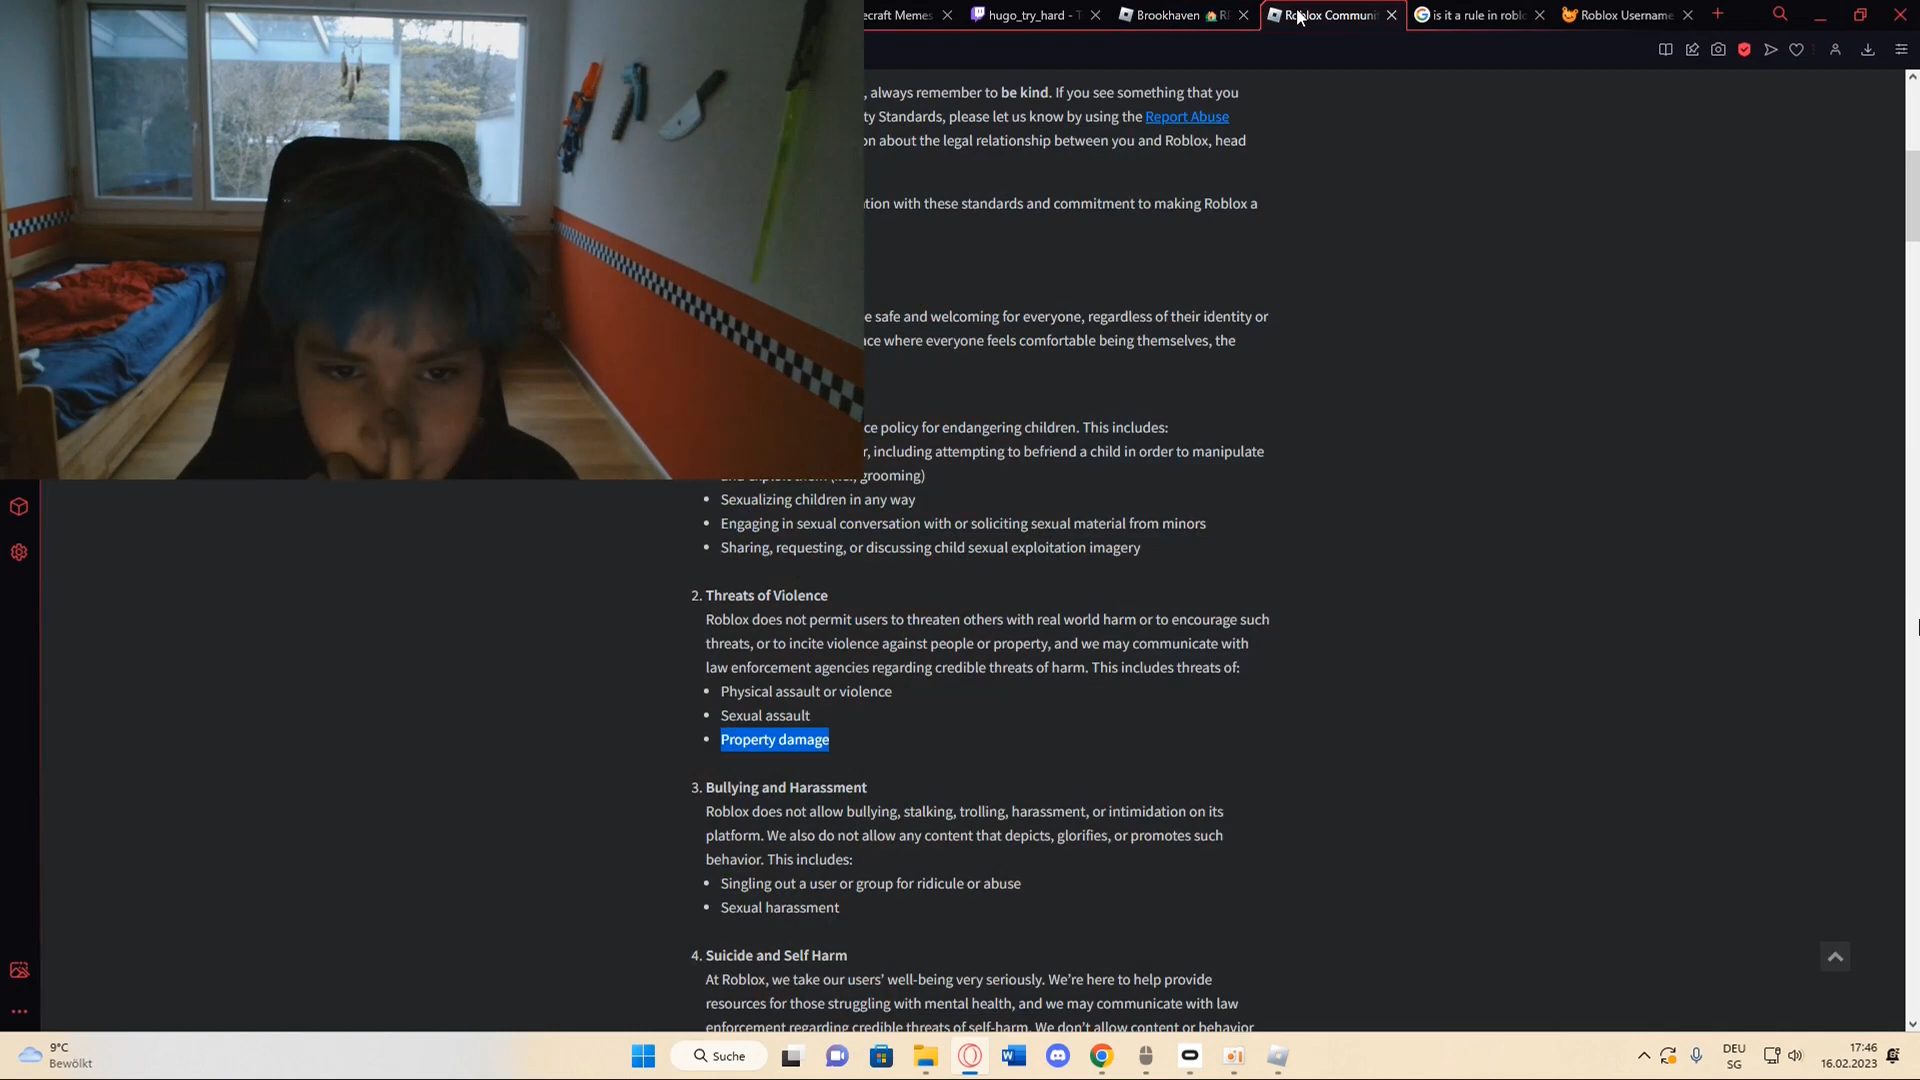 ecraft Memes
hugo_try_hard - T
Brookhaven 🏠 R
Roblox Communi
is it a rule in roblo
Roblox Username
, always remember to be kind. If you see something that you
ty Standards, please let us know by using the Report Abuse
on about the legal relationship between you and Roblox, head
tion with these standards and commitment to making Roblox a
e safe and welcoming for everyone, regardless of their identity or
ace where everyone feels comfortable being themselves, the
ce policy for endangering children. This includes:
r, including attempting to befriend a child in order to manipulate
grooming)
• Sexualizing children in any way
• Engaging in sexual conversation with or soliciting sexual material from minors
• Sharing, requesting, or discussing child sexual exploitation imagery
2. Threats of Violence
Roblox does not permit users to threaten others with real world harm or to encourage such
threats, or to incite violence against people or property, and we may communicate with
law enforcement agencies regarding credible threats of harm. This includes threats of:
• Physical assault or violence
• Sexual assault
• Property damage
3. Bullying and Harassment
Roblox does not allow bullying, stalking, trolling, harassment, or intimidation on its
platform. We also do not allow any content that depicts, glorifies, or promotes such
behavior. This includes:
• Singling out a user or group for ridicule or abuse
• Sexual harassment
4. Suicide and Self Harm
At Roblox, we take our users' well-being very seriously. We're here to help provide
resources for those struggling with mental health, and we may communicate with law
enforcement regarding credible threats of self-harm. We don't allow content or behavior
9°C
Bewölkt
Suche
DEU
SG
17:46
16.02.2023